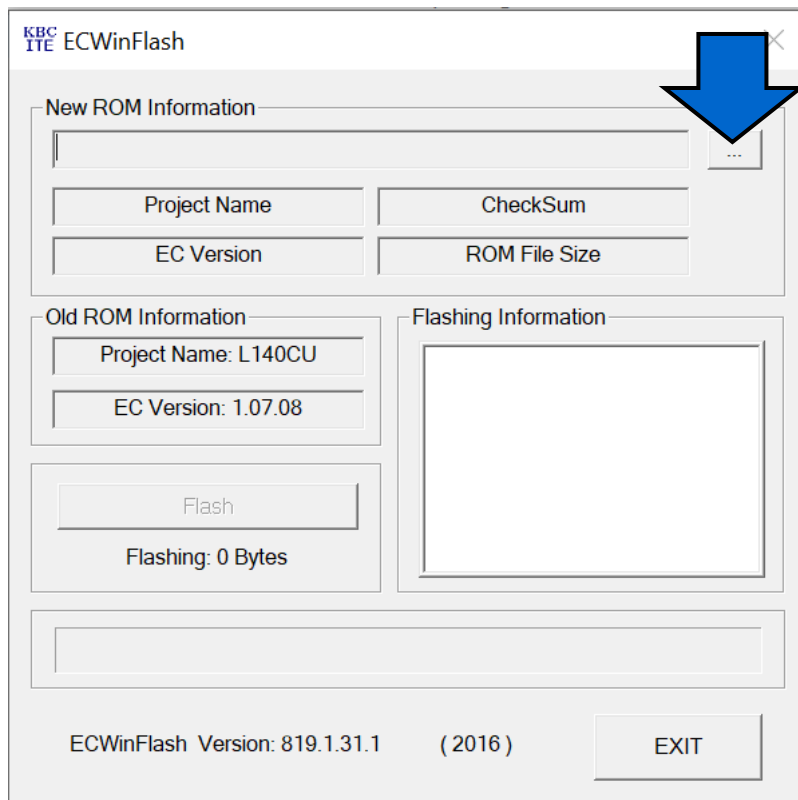 KBC
ITE ECWinFlash
New ROM Information
...
Project Name
CheckSum
EC Version
ROM File Size
Old ROM Information
Project Name: L140CU
EC Version: 1.07.08
Flashing Information
Flash
Flashing: 0 Bytes
ECWinFlash Version: 819.1.31.1 ( 2016 )
EXIT